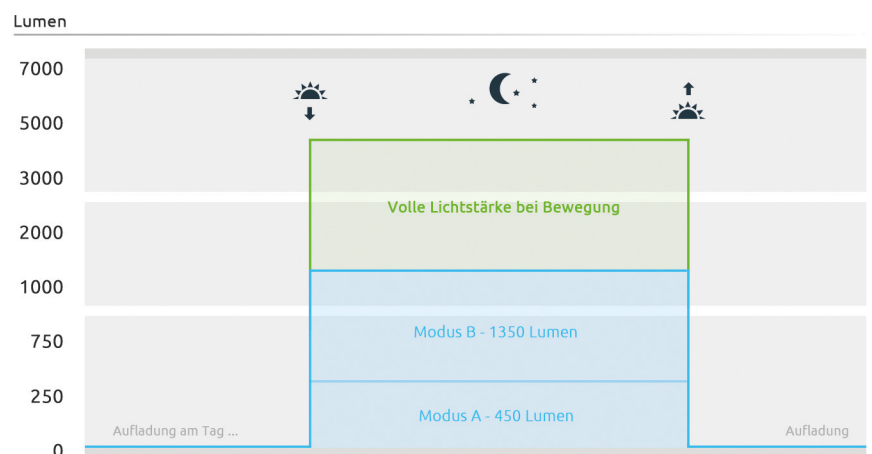 Lumen
7000
5000
3000
Volle Lichtstärke bei Bewegung
2000
1000
Modus B - 1350 Lumen
750
250
Modus A - 450 Lumen
Aufladung am Tag ...
Aufladung
0